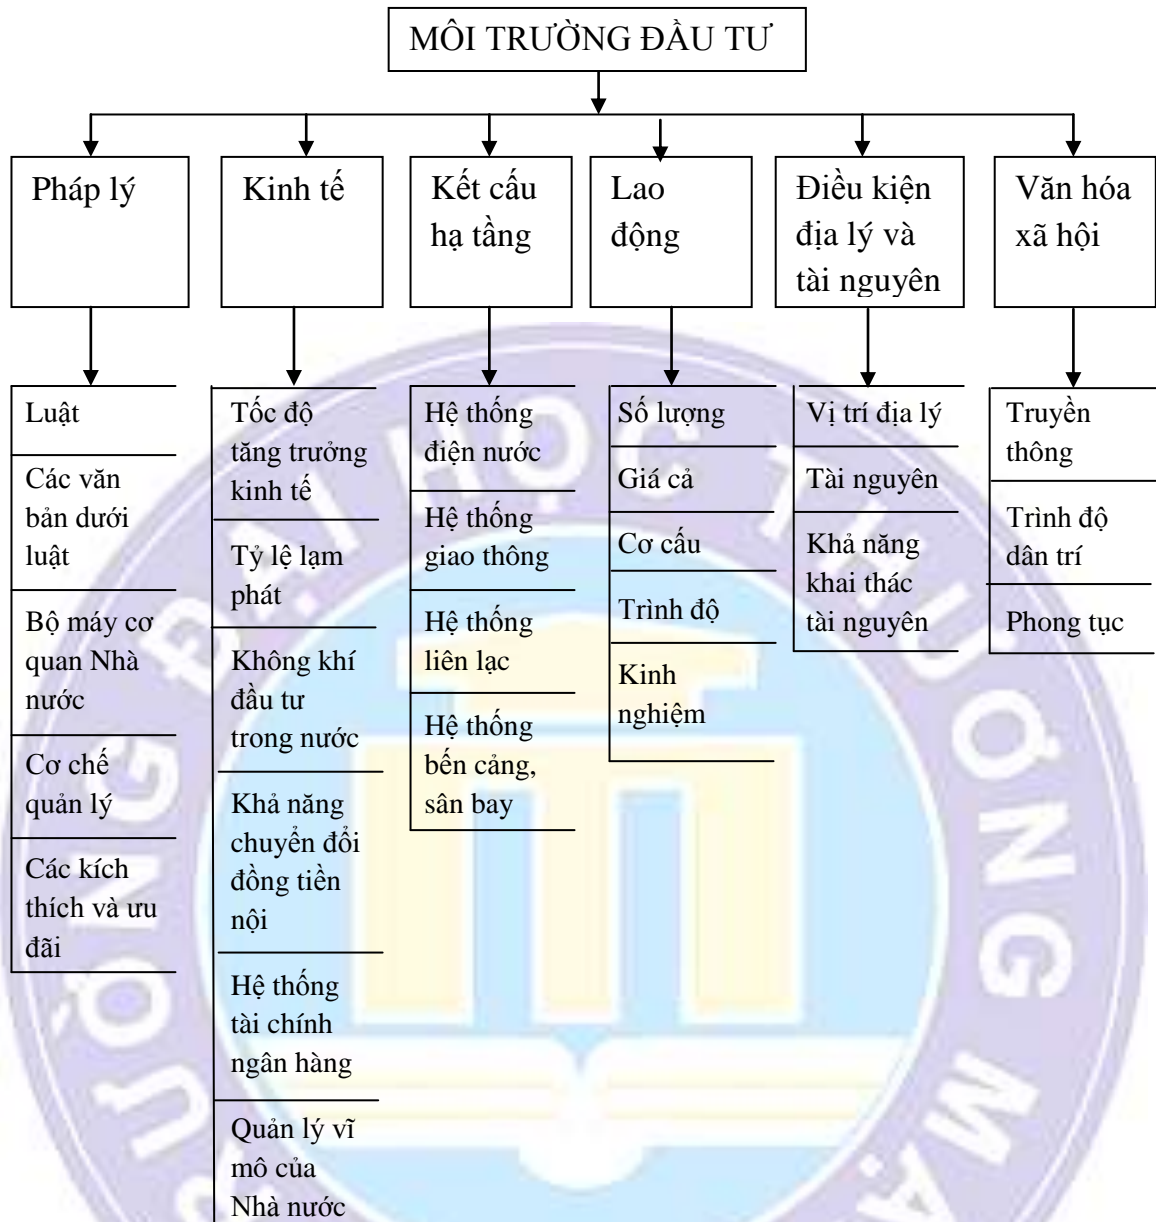 MÔI TRƯỜNG ĐẦU TƯ
Pháp lý
Kinh tế
Kết cấu
hạ tầng
Lao
động
Điều kiện
địa lý và
tài nguyên
Văn hóa
xã hội
Luật
Các văn
bản dưới
luật
Bộ máy cơ
quan Nhà
nước
Cơ chế
quản lý
Các kích
thích và ưu
đãi
Tốc độ
tăng trưởng
kinh tế
Tỷ lệ lạm
phát
Không khí
đầu tư
trong nước
Khả năng
chuyển đổi
đồng tiền
nội
Hệ thống
tài chính
ngân hàng
Quản lý vĩ
mô của
Nhà nước
Hệ thống
điện nước
Hệ thống
giao thông
Hệ thống
liên lạc
Hệ thống
bến cảng,
sân bay
Số lượng
Giá cả
Cơ cấu
Trình độ
Kinh
nghiệm
Vị trí địa lý
Tài nguyên
Khả năng
khai thác
tài nguyên
Truyền
thông
Trình độ
dân trí
Phong tục
ƯỜNG ĐẠI HỌC THƯƠNG MẠ